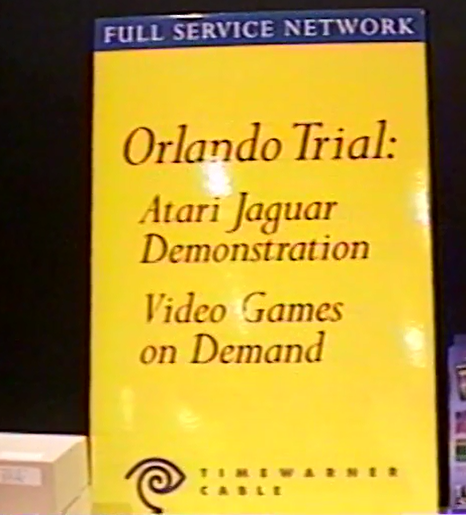 FULL SERVICE NETWORK
Orlando Trial:
Atari Jaguar
Demonstration
Video Games
on Demand
TIME WARNER
CABLE